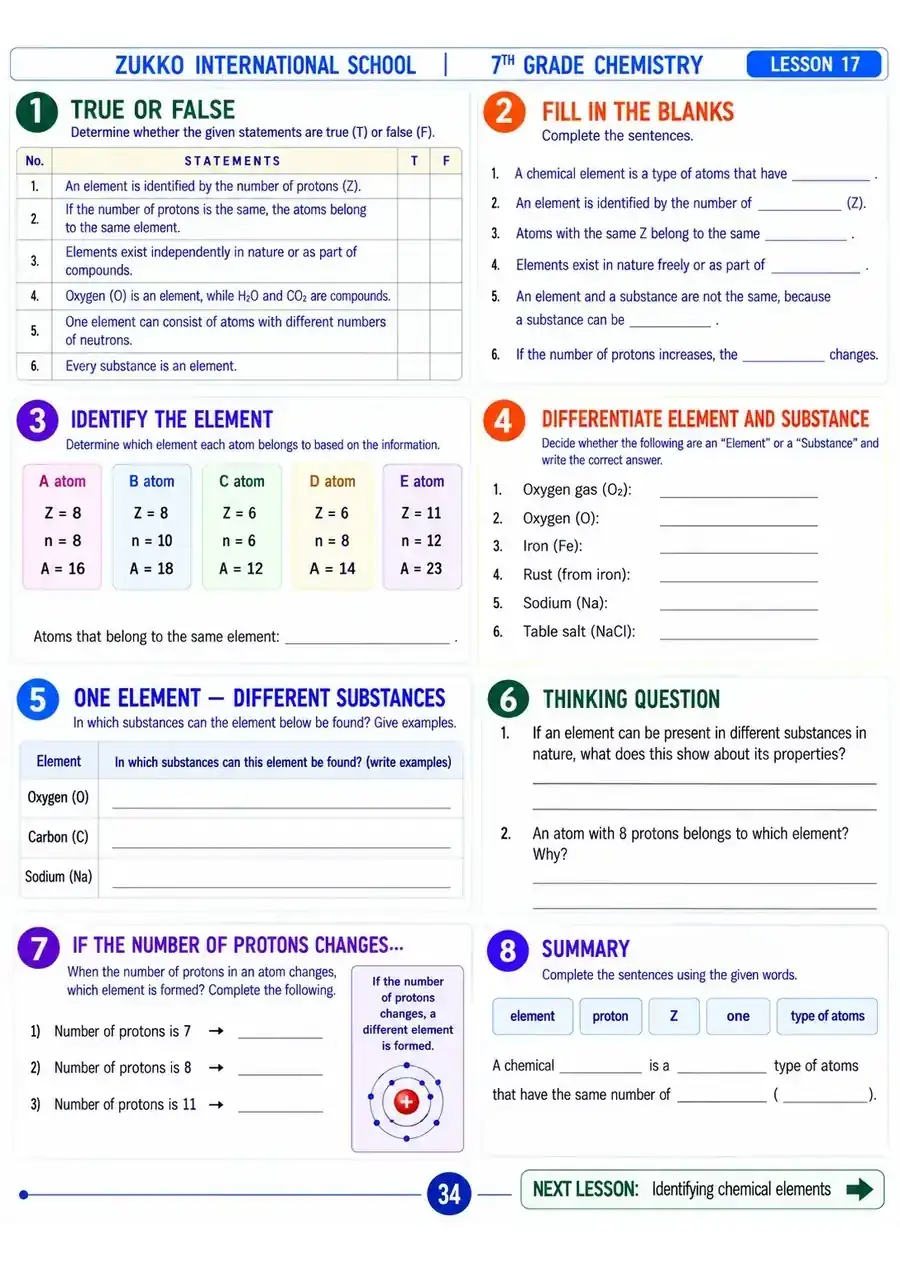 ZUKKO INTERNATIONAL SCHOOL | 7TH GRADE CHEMISTRY LESSON 17
1 TRUE OR FALSE
Determine whether the given statements are true (T) or false (F).
No. STATEMENTS T F
1. An element is identified by the number of protons (Z).
2. If the number of protons is the same, the atoms belong
to the same element.
3. Elements exist independently in nature or as part of
compounds.
4. Oxygen (O) is an element, while H₂O and CO₂ are compounds.
5. One element can consist of atoms with different numbers
of neutrons.
6. Every substance is an element.
2 FILL IN THE BLANKS
Complete the sentences.
1. A chemical element is a type of atoms that have __________ .
2. An element is identified by the number of __________ (Z).
3. Atoms with the same Z belong to the same __________ .
4. Elements exist in nature freely or as part of __________ .
5. An element and a substance are not the same, because
a substance can be __________ .
6. If the number of protons increases, the __________ changes.
3 IDENTIFY THE ELEMENT
Determine which element each atom belongs to based on the information.
A atom B atom C atom D atom E atom
Z = 8 Z = 8 Z = 6 Z = 6 Z = 11
n = 8 n = 10 n = 6 n = 8 n = 12
A = 16 A = 18 A = 12 A = 14 A = 23
Atoms that belong to the same element: ____________________ .
4 DIFFERENTIATE ELEMENT AND SUBSTANCE
Decide whether the following are an “Element” or a “Substance” and
write the correct answer.
1. Oxygen gas (O₂): ____________________
2. Oxygen (O): ____________________
3. Iron (Fe): ____________________
4. Rust (from iron): ____________________
5. Sodium (Na): ____________________
6. Table salt (NaCl): ____________________
5 ONE ELEMENT — DIFFERENT SUBSTANCES
In which substances can the element below be found? Give examples.
Element In which substances can this element be found? (write examples)
Oxygen (O)
Carbon (C)
Sodium (Na)
6 THINKING QUESTION
1. If an element can be present in different substances in
nature, what does this show about its properties?
2. An atom with 8 protons belongs to which element?
Why?
7 IF THE NUMBER OF PROTONS CHANGES...
When the number of protons in an atom changes,
which element is formed? Complete the following.
1) Number of protons is 7 → __________
2) Number of protons is 8 → __________
3) Number of protons is 11 → __________
If the number
of protons
changes, a
different element
is formed.
+
8 SUMMARY
Complete the sentences using the given words.
element proton Z one type of atoms
A chemical __________ is a __________ type of atoms
that have the same number of __________ ( __________ ).
34
NEXT LESSON: Identifying chemical elements →